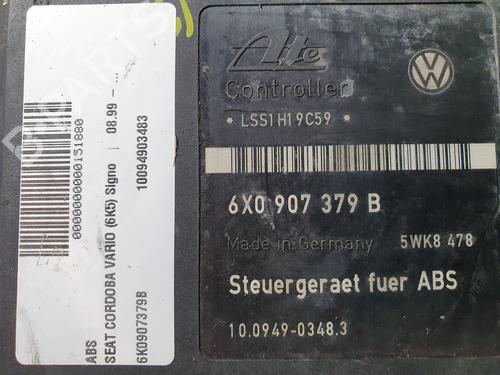 ABS
SEAT CORDOBA VARIO (6K5) Signo | 08.99 - ...
6K0907379B
10094903483
0000000000000151880
Ate
Controller
* LSS1H19C59 *
6X0 907 379 B
Made in Germany 5WK8 478
Steuergeraet fuer ABS
10.0949-0348.3